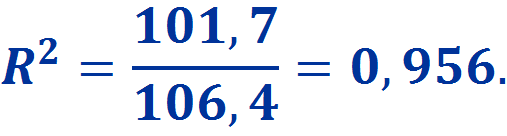 R² = 101,7 / 106,4 = 0,956.